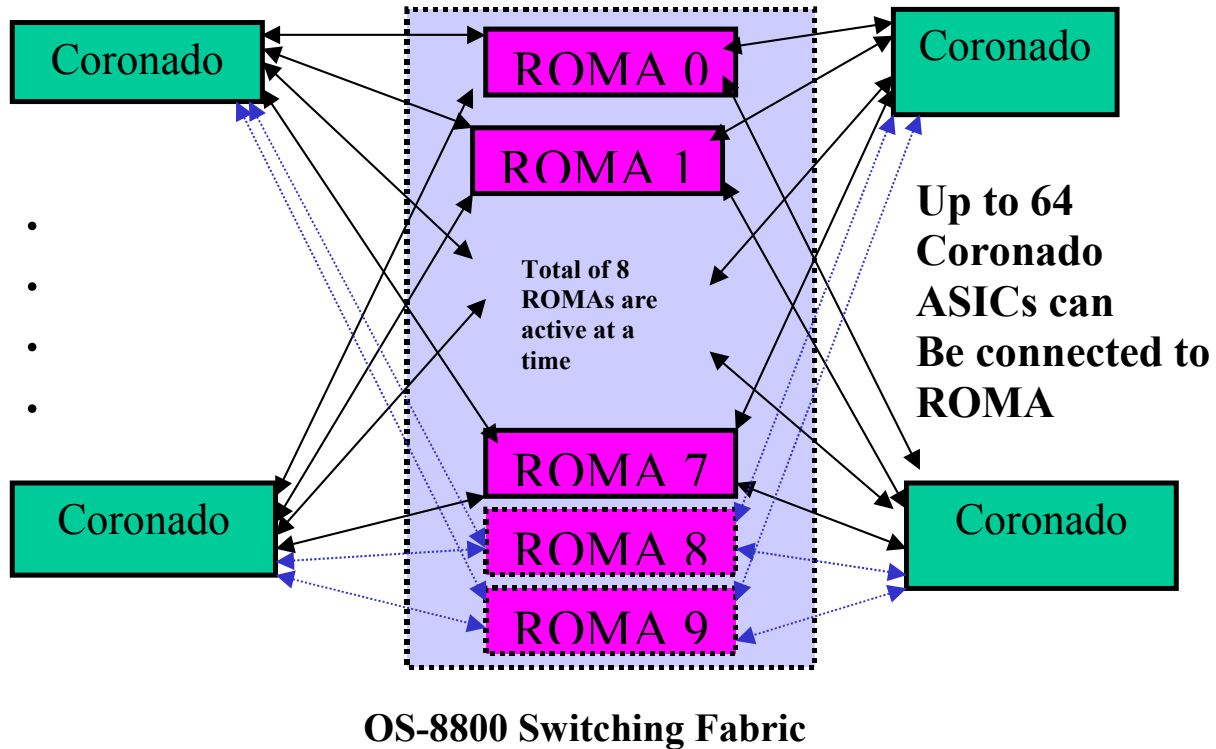 Coronado
ROMA 0
Coronado
ROMA 1
Total of 8
ROMAs are
active at a
time
Up to 64
Coronado
ASICs can
Be connected to
ROMA
ROMA 7
Coronado
ROMA 8
Coronado
ROMA 9
OS-8800 Switching Fabric